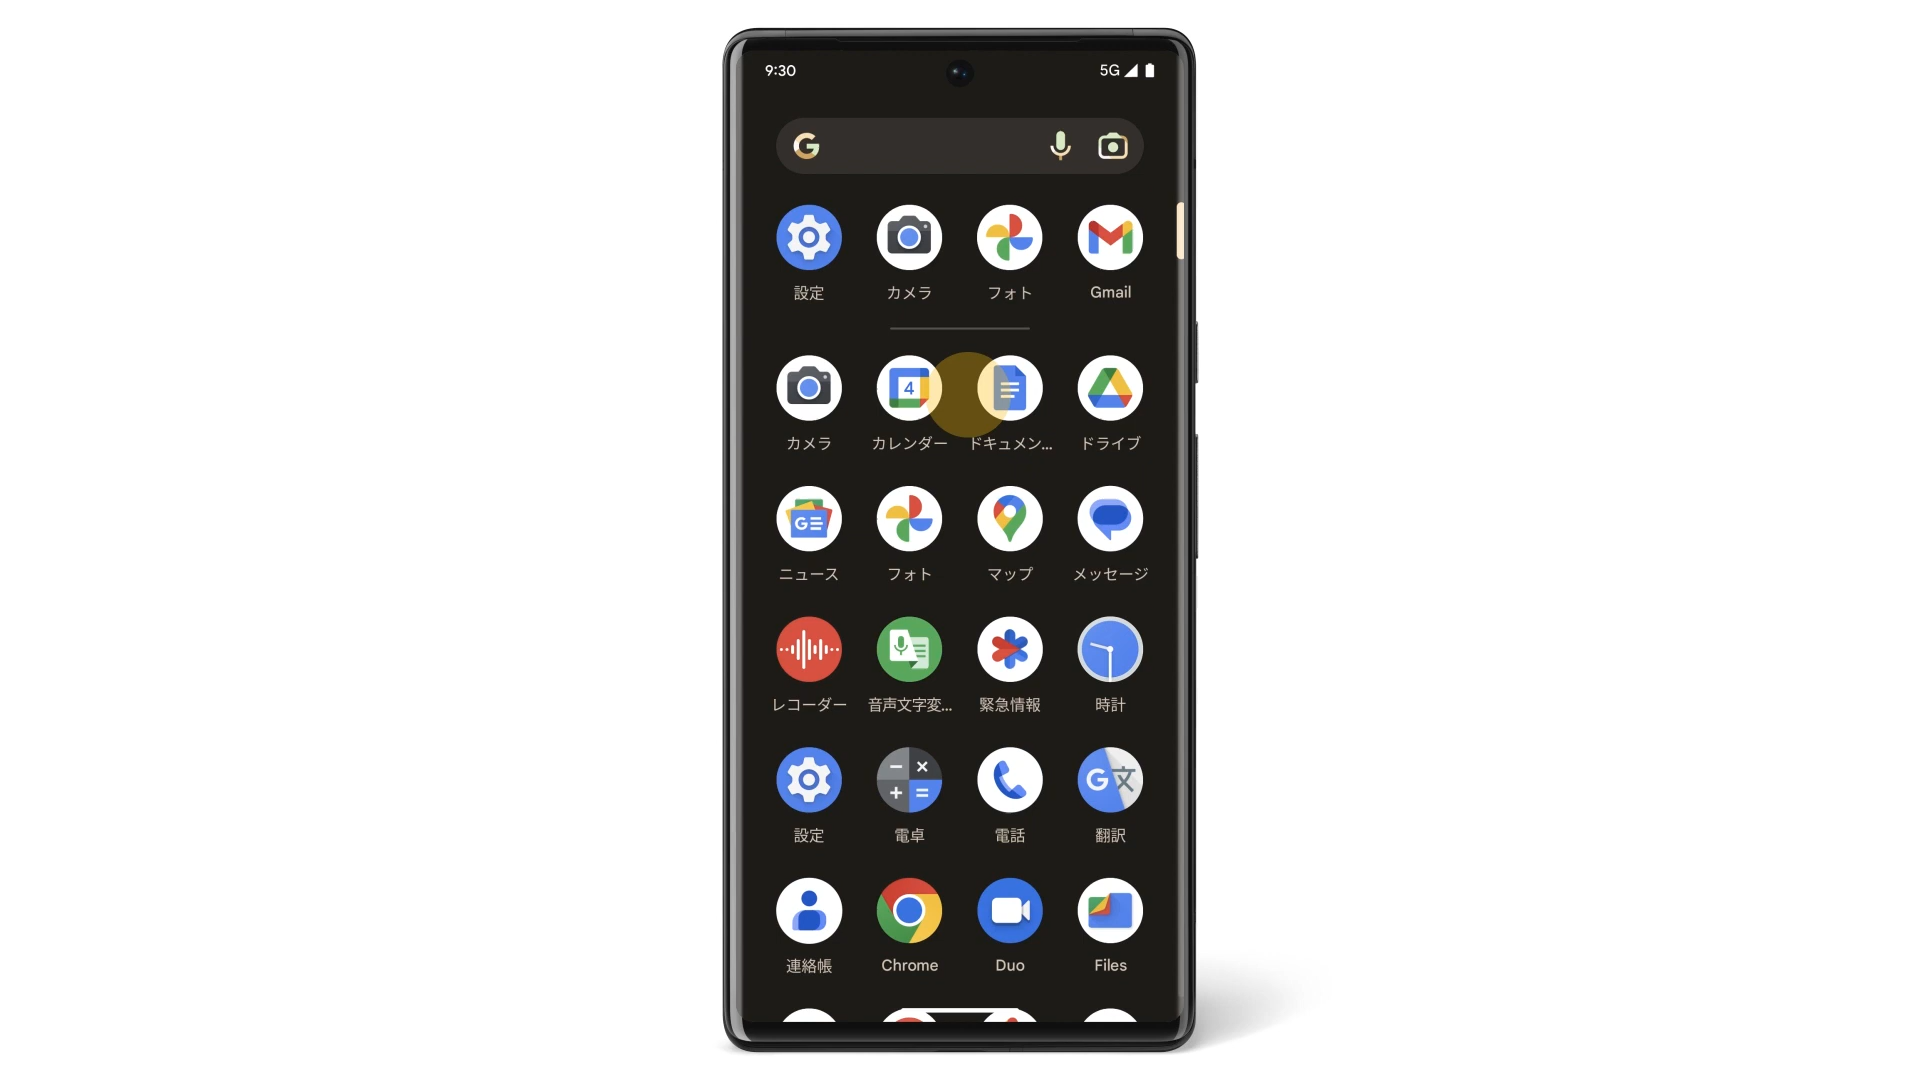 9:30 5G
設定 カメラ フォト Gmail
4
カメラ カレンダー ドキュメン... ドライブ
G
ニュース フォト マップ メッセージ
レコーダー 音声文字変... 緊急情報 時計
G文
設定 電卓 電話 翻訳
連絡帳 Chrome Duo Files